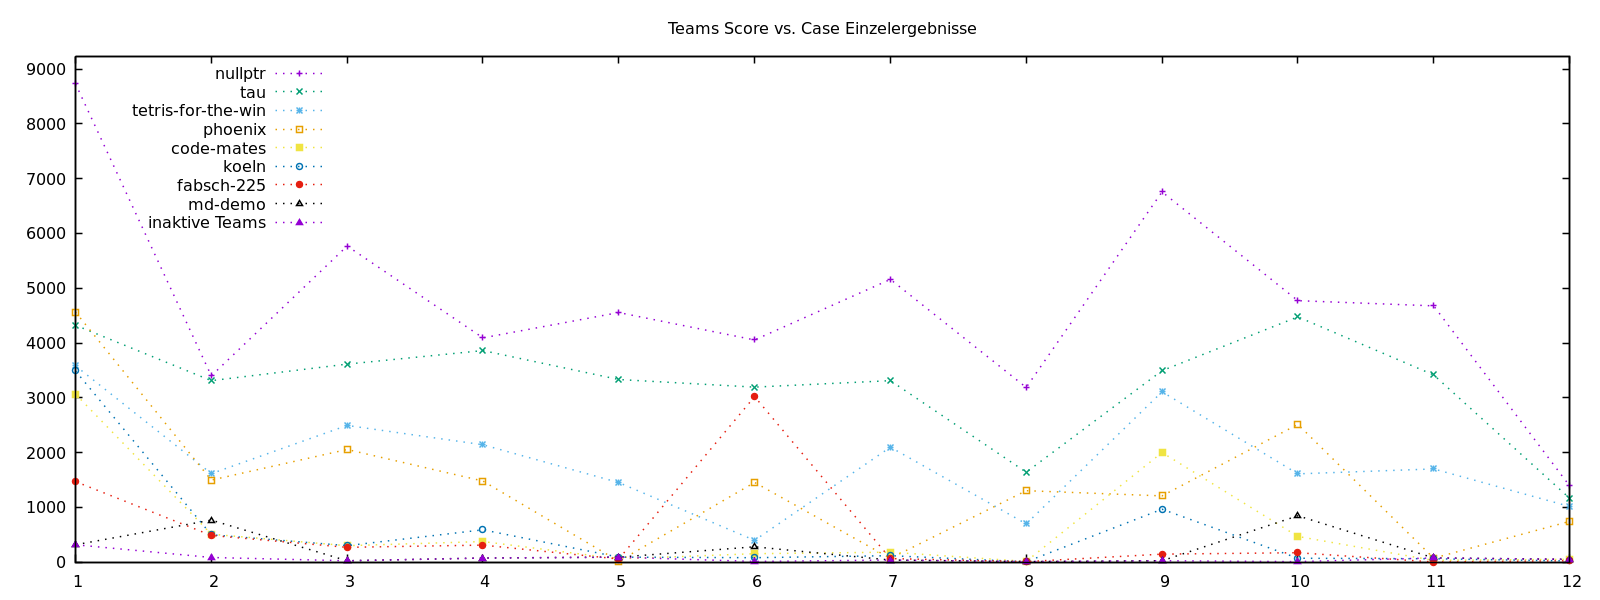 Teams Score vs. Case Einzelergebnisse
9000
8000
7000
6000
5000
4000
3000
2000
1000
0
nullptr
tau
tetris-for-the-win
phoenix
code-mates
koeln
fabsch-225
md-demo
inaktive Teams
1 2 3 4 5 6 7 8 9 10 11 12